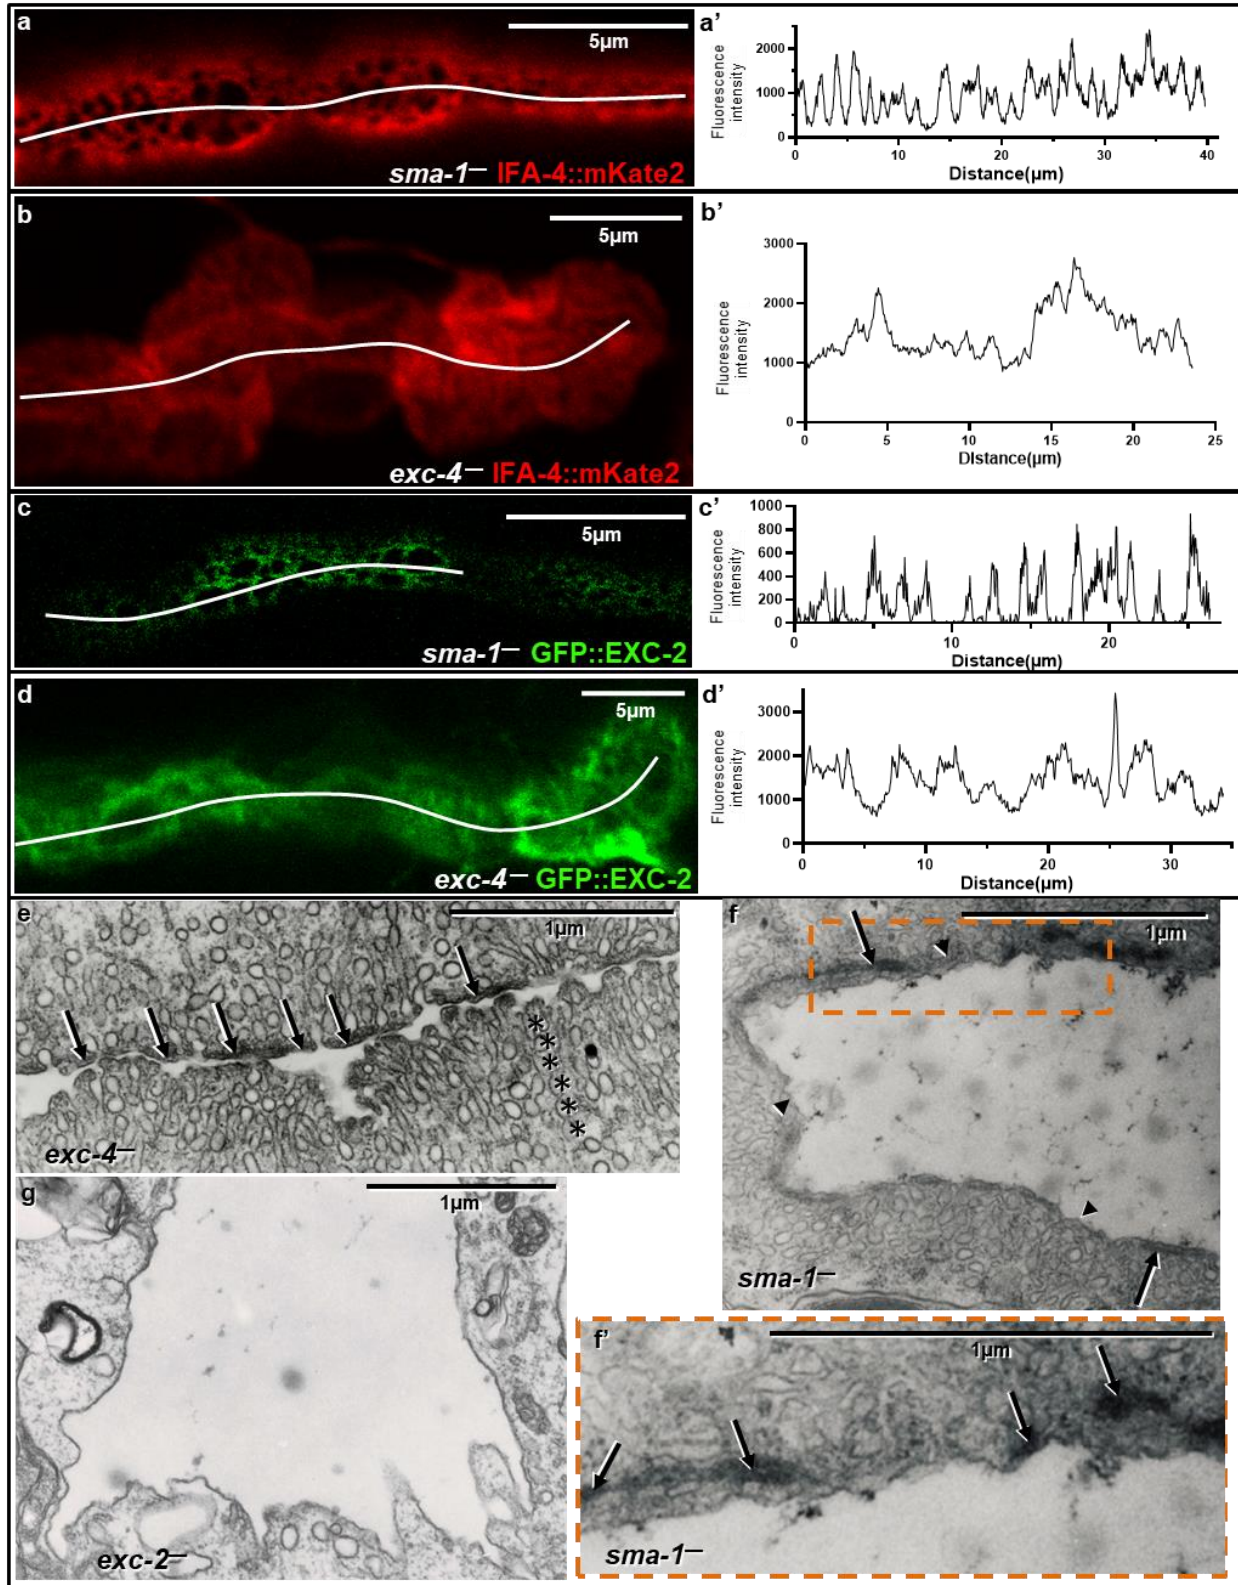 a
5µm
sma-1— IFA-4::mKate2
a'
Fluorescence
intensity
2000
1000
0
0 10 20 30 40
Distance(µm)
b
5µm
exc-4— IFA-4::mKate2
b'
Fluorescence
intensity
3000
2000
1000
0
0 5 10 15 20 25
DIstance(µm)
c
5µm
sma-1— GFP::EXC-2
c'
Fluorescence
intensity
1000
800
600
400
200
0
0 10 20
Distance(µm)
d
5µm
exc-4— GFP::EXC-2
d'
Fluorescence
intensity
3000
2000
1000
0
0 10 20 30
Distance(µm)
e
1µm
******
exc-4—
f
1µm
sma-1—
g
1µm
exc-2—
f'
1µm
sma-1—